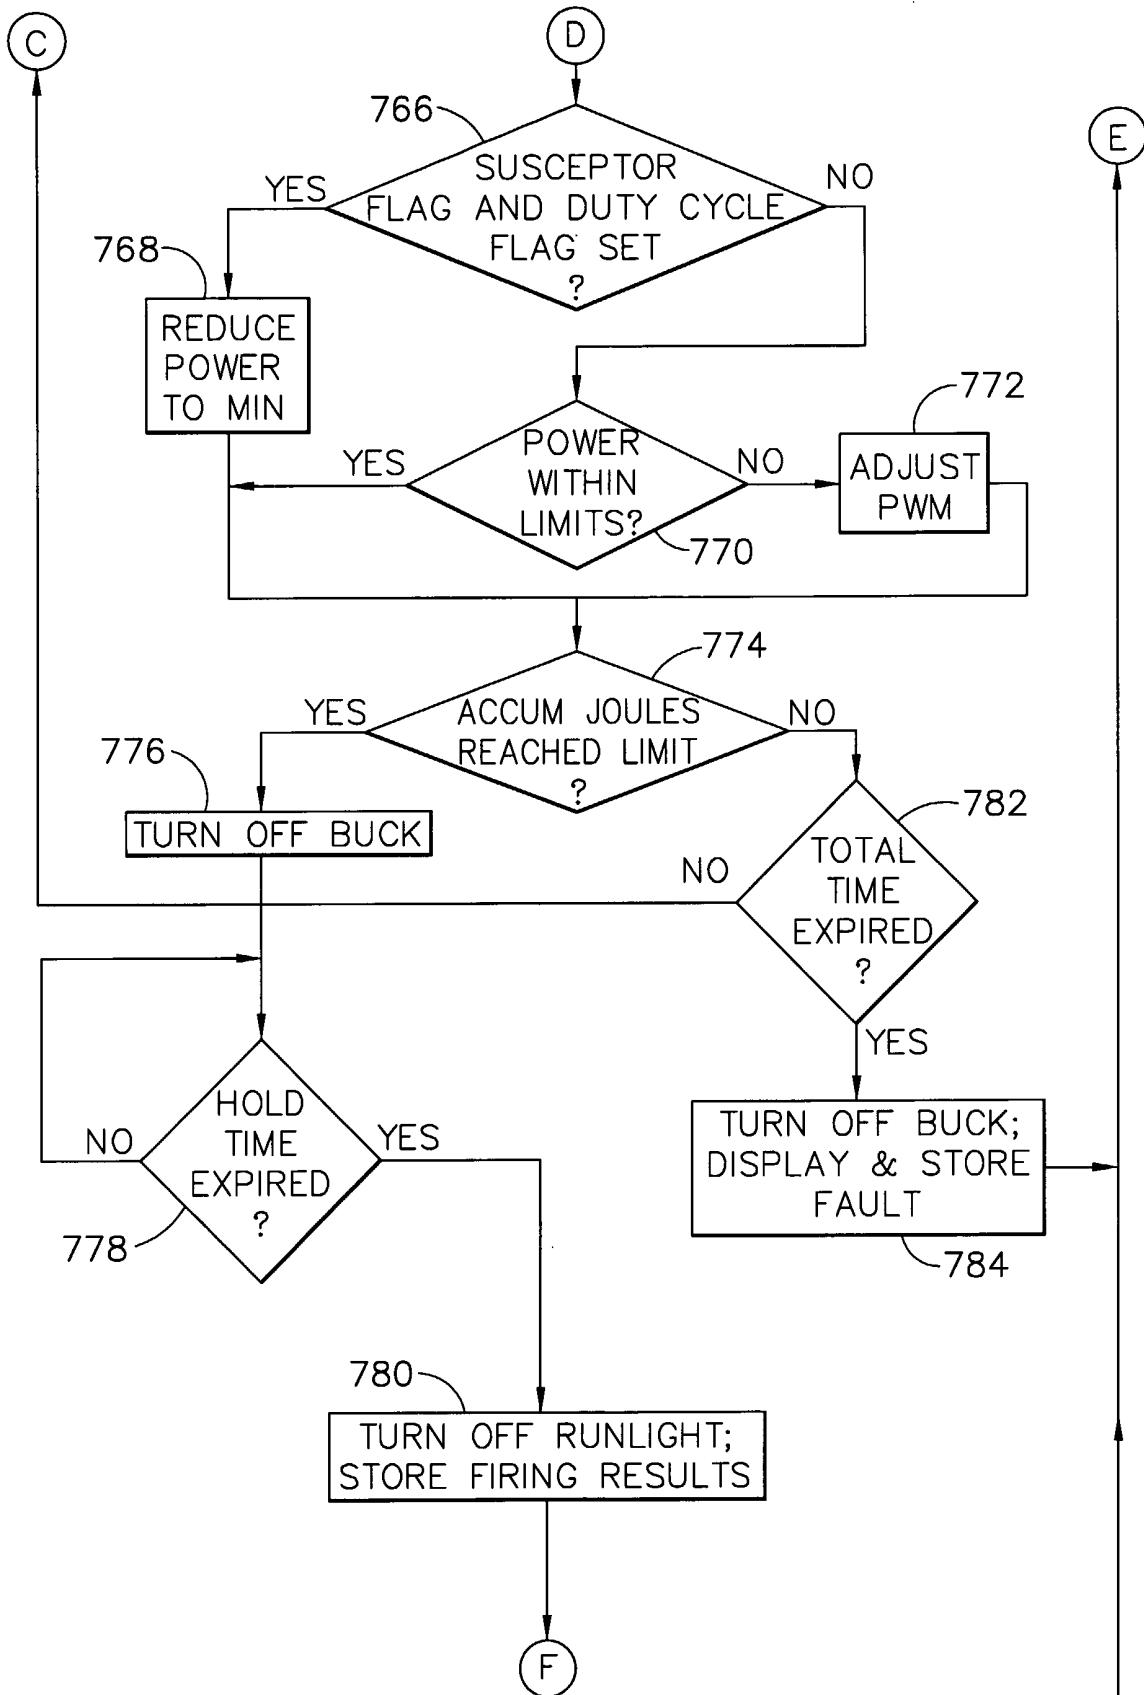 C
D
E
766
SUSCEPTOR
FLAG AND DUTY CYCLE
FLAG SET
?
YES
NO
768
REDUCE
POWER
TO MIN
772
POWER
WITHIN
LIMITS?
YES
NO
ADJUST
PWM
770
774
ACCUM JOULES
REACHED LIMIT
?
YES
NO
776
TURN OFF BUCK
782
TOTAL
TIME
EXPIRED
?
NO
YES
HOLD
TIME
EXPIRED
?
NO
YES
778
TURN OFF BUCK;
DISPLAY & STORE
FAULT
784
780
TURN OFF RUNLIGHT;
STORE FIRING RESULTS
F